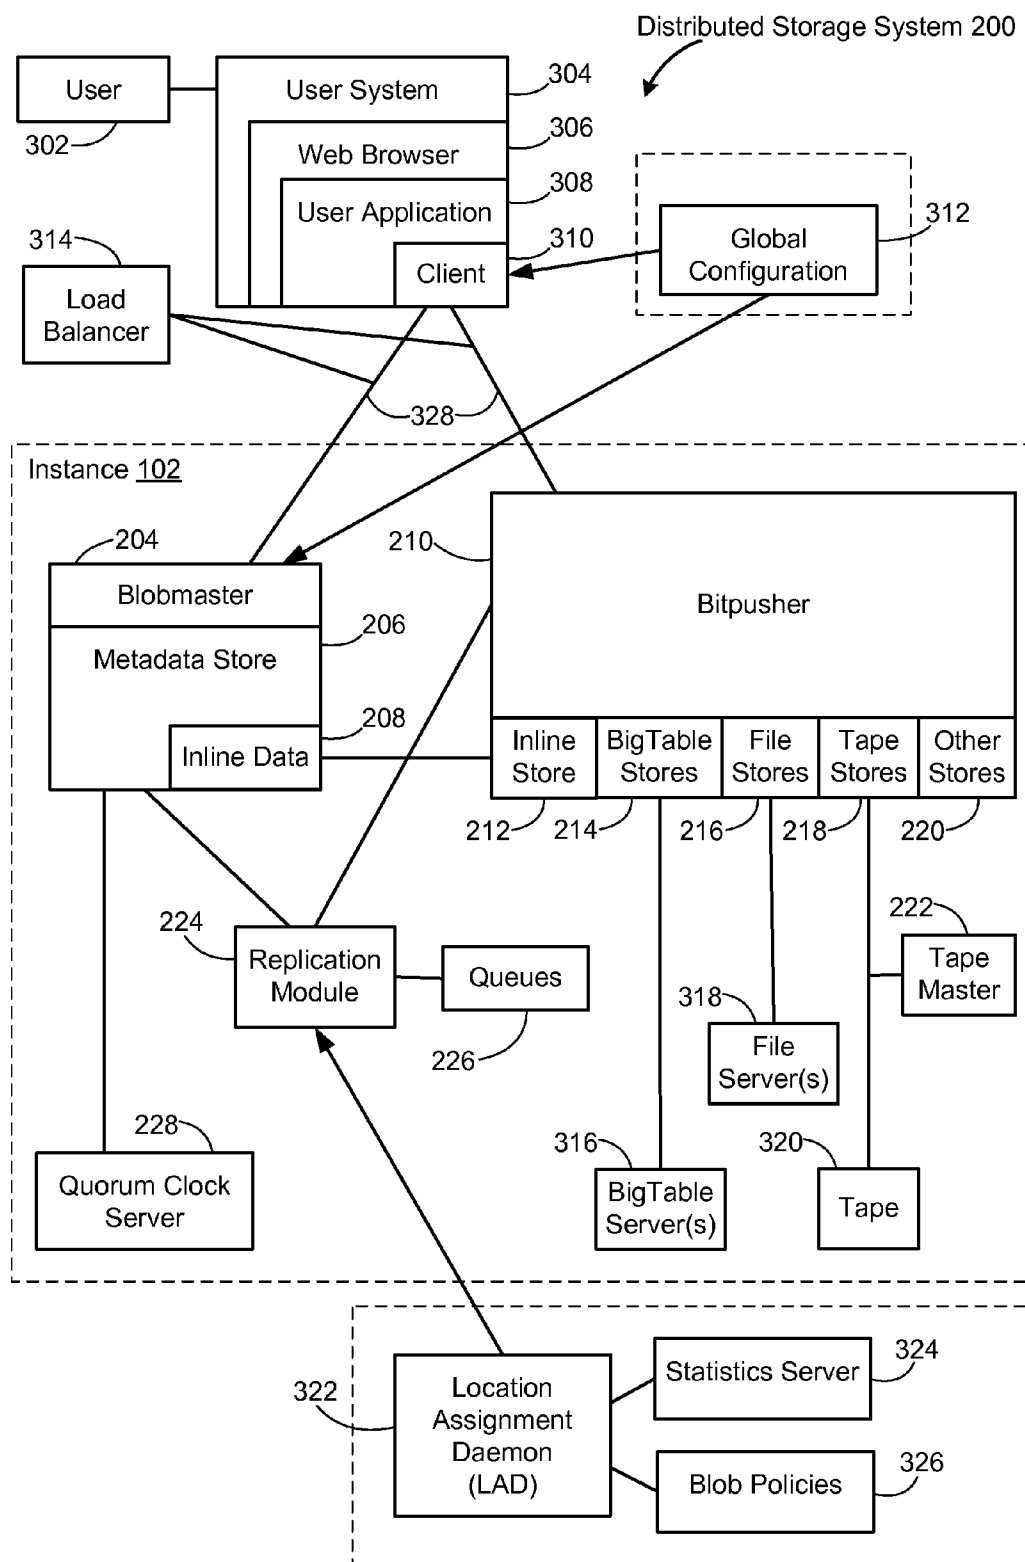 Distributed Storage System 200
User
302
User System
304
Web Browser
306
User Application
308
Client
310
Global
Configuration
312
314
Load
Balancer
328
Instance 102
204
Blobmaster
Metadata Store
206
Inline Data
208
210
Bitpusher
Inline
Store
BigTable
Stores
File
Stores
Tape
Stores
Other
Stores
212
214
216
218
220
224
Replication
Module
Queues
226
222
Tape
Master
318
File
Server(s)
228
Quorum Clock
Server
316
BigTable
Server(s)
320
Tape
322
Location
Assignment
Daemon
(LAD)
Statistics Server
324
Blob Policies
326